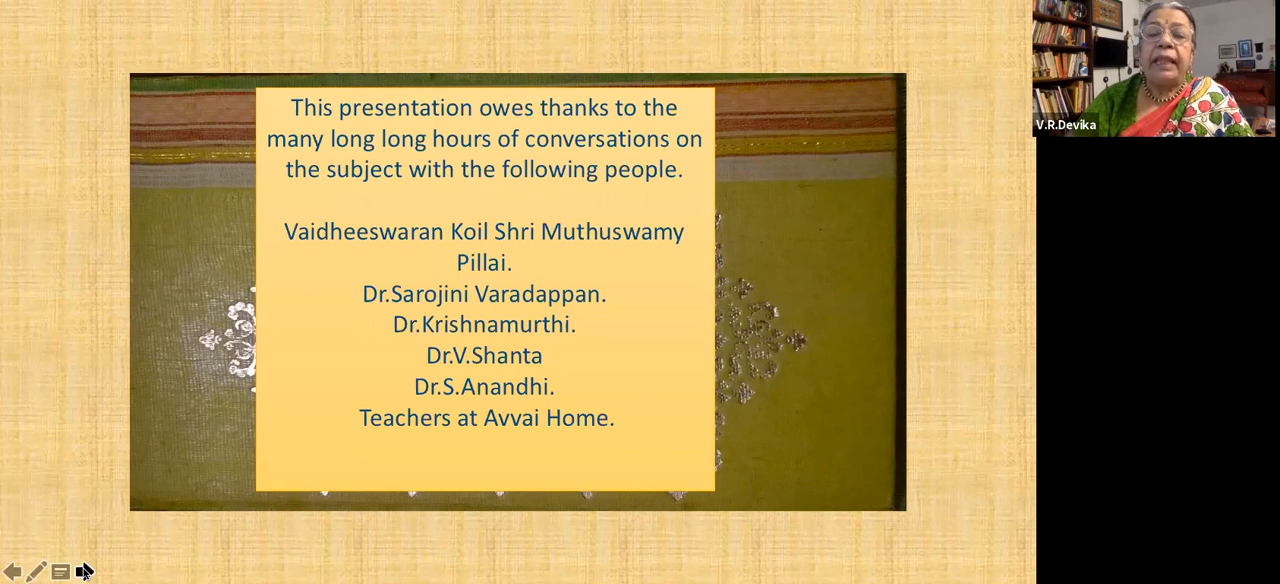 This presentation owes thanks to the
many long long hours of conversations on
the subject with the following people.
Vaidheeswaran Koil Shri Muthuswamy
Pillai.
Dr.Sarojini Varadappan.
Dr.Krishnamurthi.
Dr.V.Shanta
Dr.S.Anandhi.
Teachers at Avvai Home.
V.R.Devika